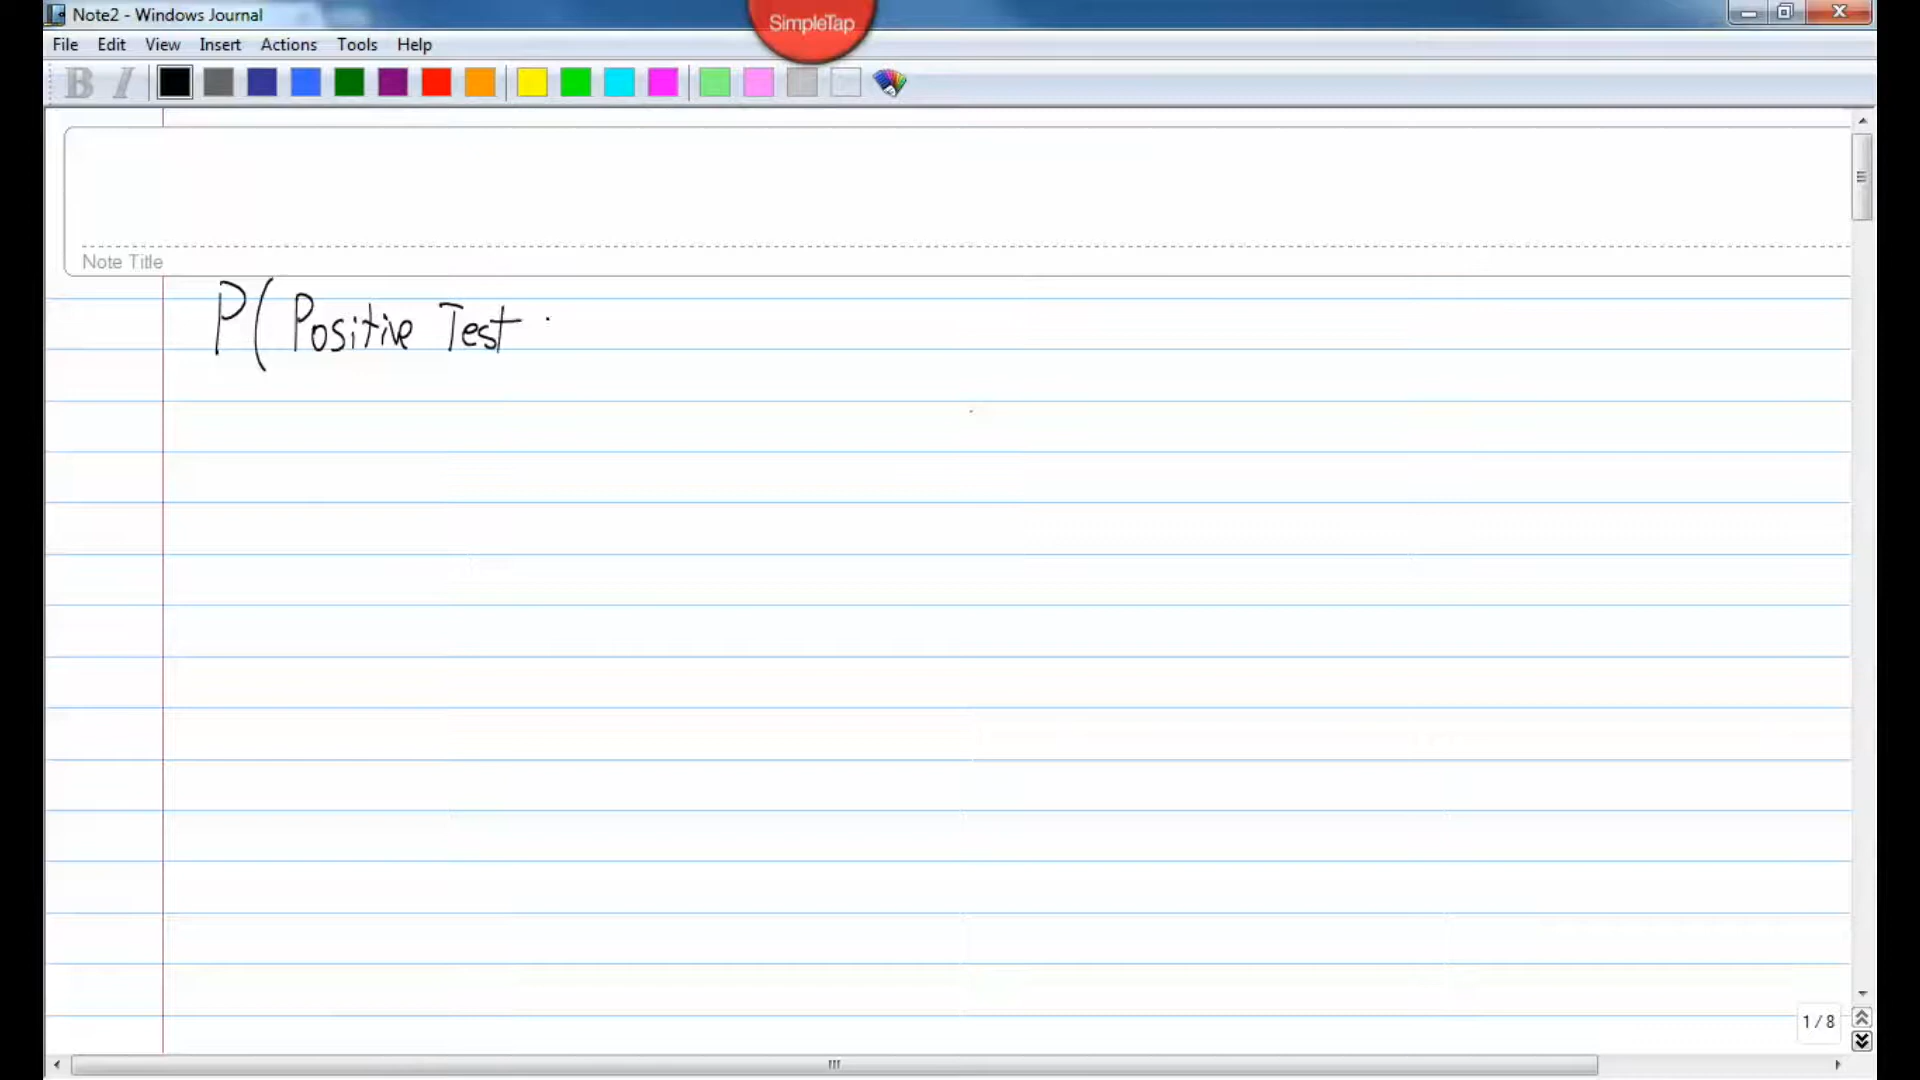 Note2 - Windows Journal
SimpleTap
File Edit View Insert Actions Tools Help
B I
Note Title
P( Positive Test
1 / 8